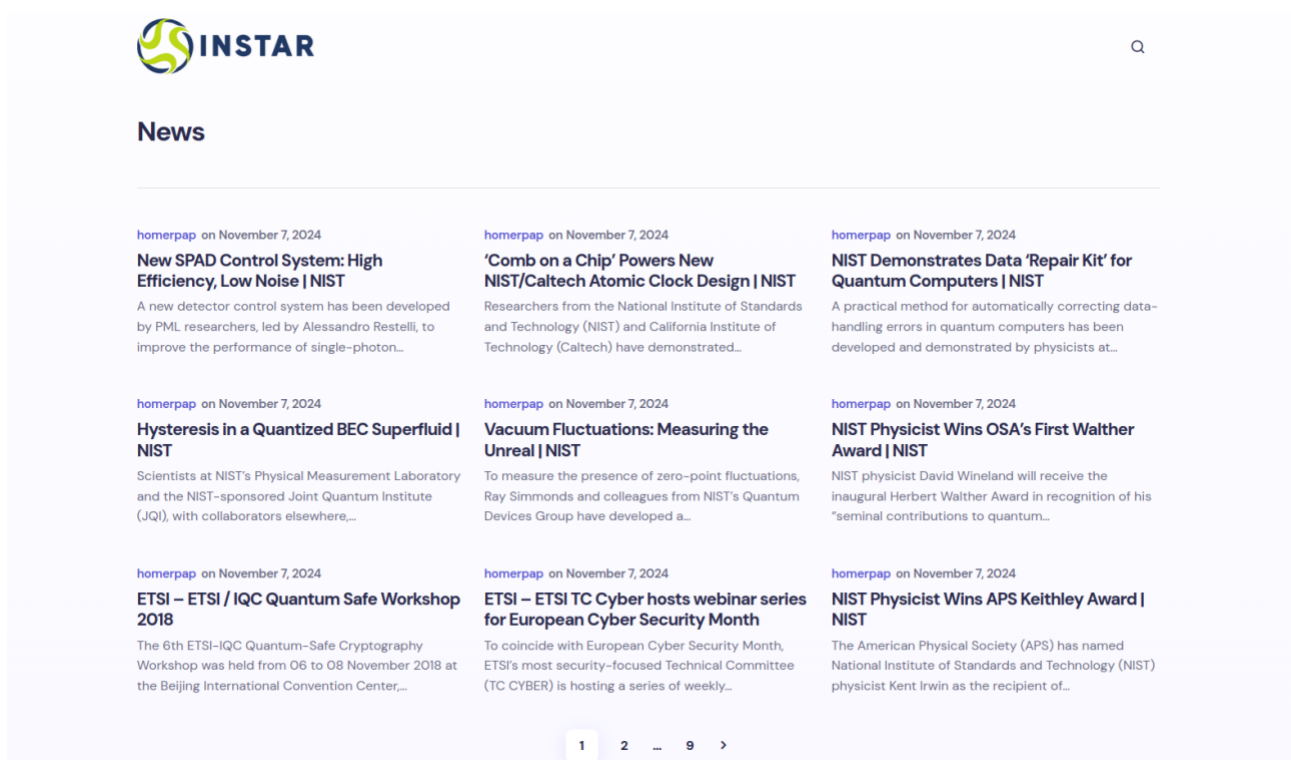 INSTAR
News
homerpap on November 7, 2024
New SPAD Control System: High
Efficiency, Low Noise | NIST
A new detector control system has been developed
by PML researchers, led by Alessandro Restelli, to
improve the performance of single-photon...
homerpap on November 7, 2024
‘Comb on a Chip’ Powers New
NIST/Caltech Atomic Clock Design | NIST
Researchers from the National Institute of Standards
and Technology (NIST) and California Institute of
Technology (Caltech) have demonstrated...
homerpap on November 7, 2024
NIST Demonstrates Data ‘Repair Kit’ for
Quantum Computers | NIST
A practical method for automatically correcting data-
handling errors in quantum computers has been
developed and demonstrated by physicists at...
homerpap on November 7, 2024
Hysteresis in a Quantized BEC Superfluid |
NIST
Scientists at NIST’s Physical Measurement Laboratory
and the NIST-sponsored Joint Quantum Institute
(JQI), with collaborators elsewhere,...
homerpap on November 7, 2024
Vacuum Fluctuations: Measuring the
Unreal | NIST
To measure the presence of zero-point fluctuations,
Ray Simmonds and colleagues from NIST’s Quantum
Devices Group have developed a...
homerpap on November 7, 2024
NIST Physicist Wins OSA’s First Walther
Award | NIST
NIST physicist David Wineland will receive the
inaugural Herbert Walther Award in recognition of his
“seminal contributions to quantum...
homerpap on November 7, 2024
ETSI – ETSI / IQC Quantum Safe Workshop
2018
The 6th ETSI-IQC Quantum-Safe Cryptography
Workshop was held from 06 to 08 November 2018 at
the Beijing International Convention Center,...
homerpap on November 7, 2024
ETSI – ETSI TC Cyber hosts webinar series
for European Cyber Security Month
To coincide with European Cyber Security Month,
ETSI’s most security-focused Technical Committee
(TC CYBER) is hosting a series of weekly...
homerpap on November 7, 2024
NIST Physicist Wins APS Keithley Award |
NIST
The American Physical Society (APS) has named
National Institute of Standards and Technology (NIST)
physicist Kent Irwin as the recipient of...
1 2 ... 9 >